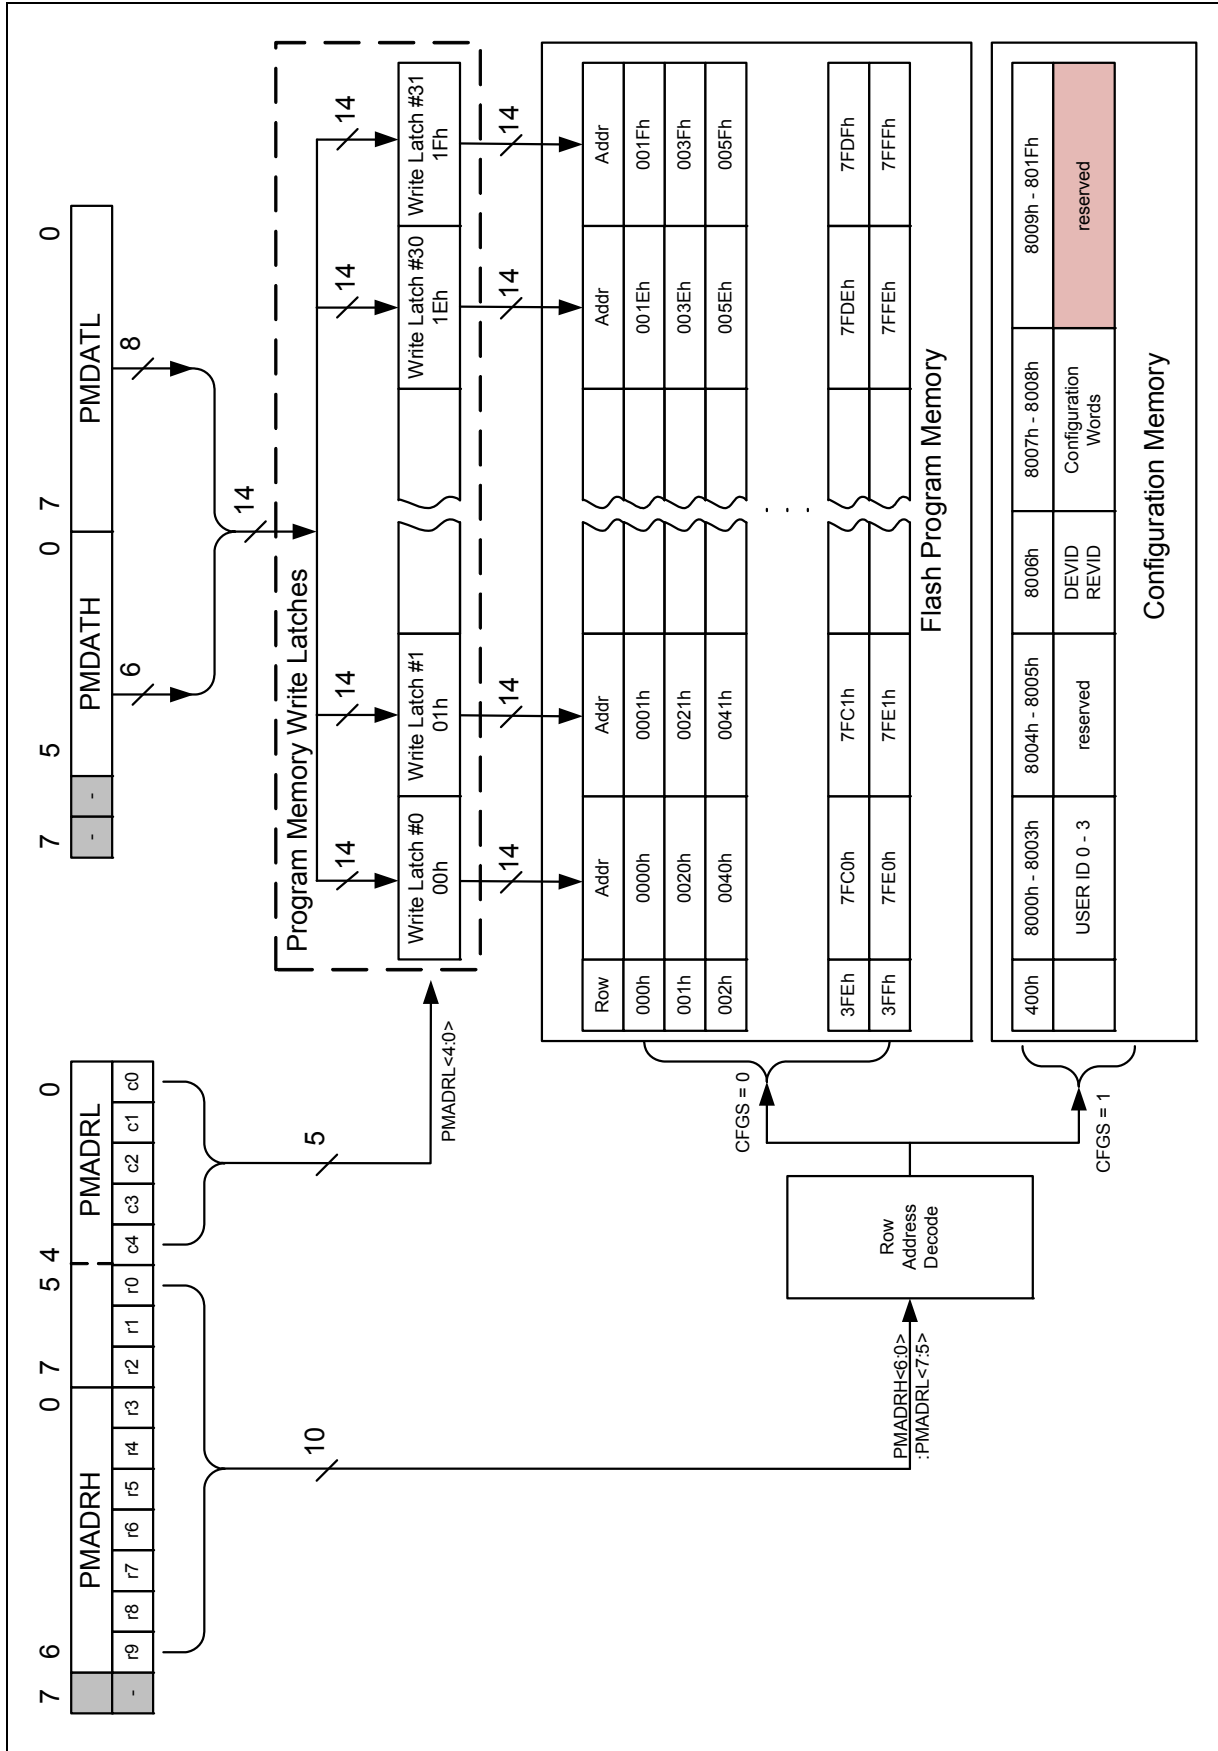 7 6 0 7 5 4 0
PMADRH PMADRL
- r9 r8 r7 r6 r5 r4 r3 r2 r1 r0 c4 c3 c2 c1 c0
7 5 0 7 0
PMDATH PMDATL
- -
6 8
14
10
5
PMADRL<4:0>
Program Memory Write Latches
14 14 14 14
Write Latch #0 Write Latch #1 Write Latch #30 Write Latch #31
00h 01h 1Eh 1Fh
14 14 14 14
Row Addr Addr Addr Addr
000h 0000h 0001h 001Eh 001Fh
001h 0020h 0021h 003Eh 003Fh
002h 0040h 0041h 005Eh 005Fh
. . .
3FEh 7FC0h 7FC1h 7FDEh 7FDFh
3FFh 7FE0h 7FE1h 7FFEh 7FFFh
Flash Program Memory
CFGS = 0
PMADRH<6:0>
:PMADRL<7:5>
Row
Address
Decode
CFGS = 1
400h 8000h - 8003h 8004h - 8005h 8006h 8007h - 8008h 8009h - 801Fh
USER ID 0 - 3 reserved DEVID Configuration reserved
REVID Words
Configuration Memory